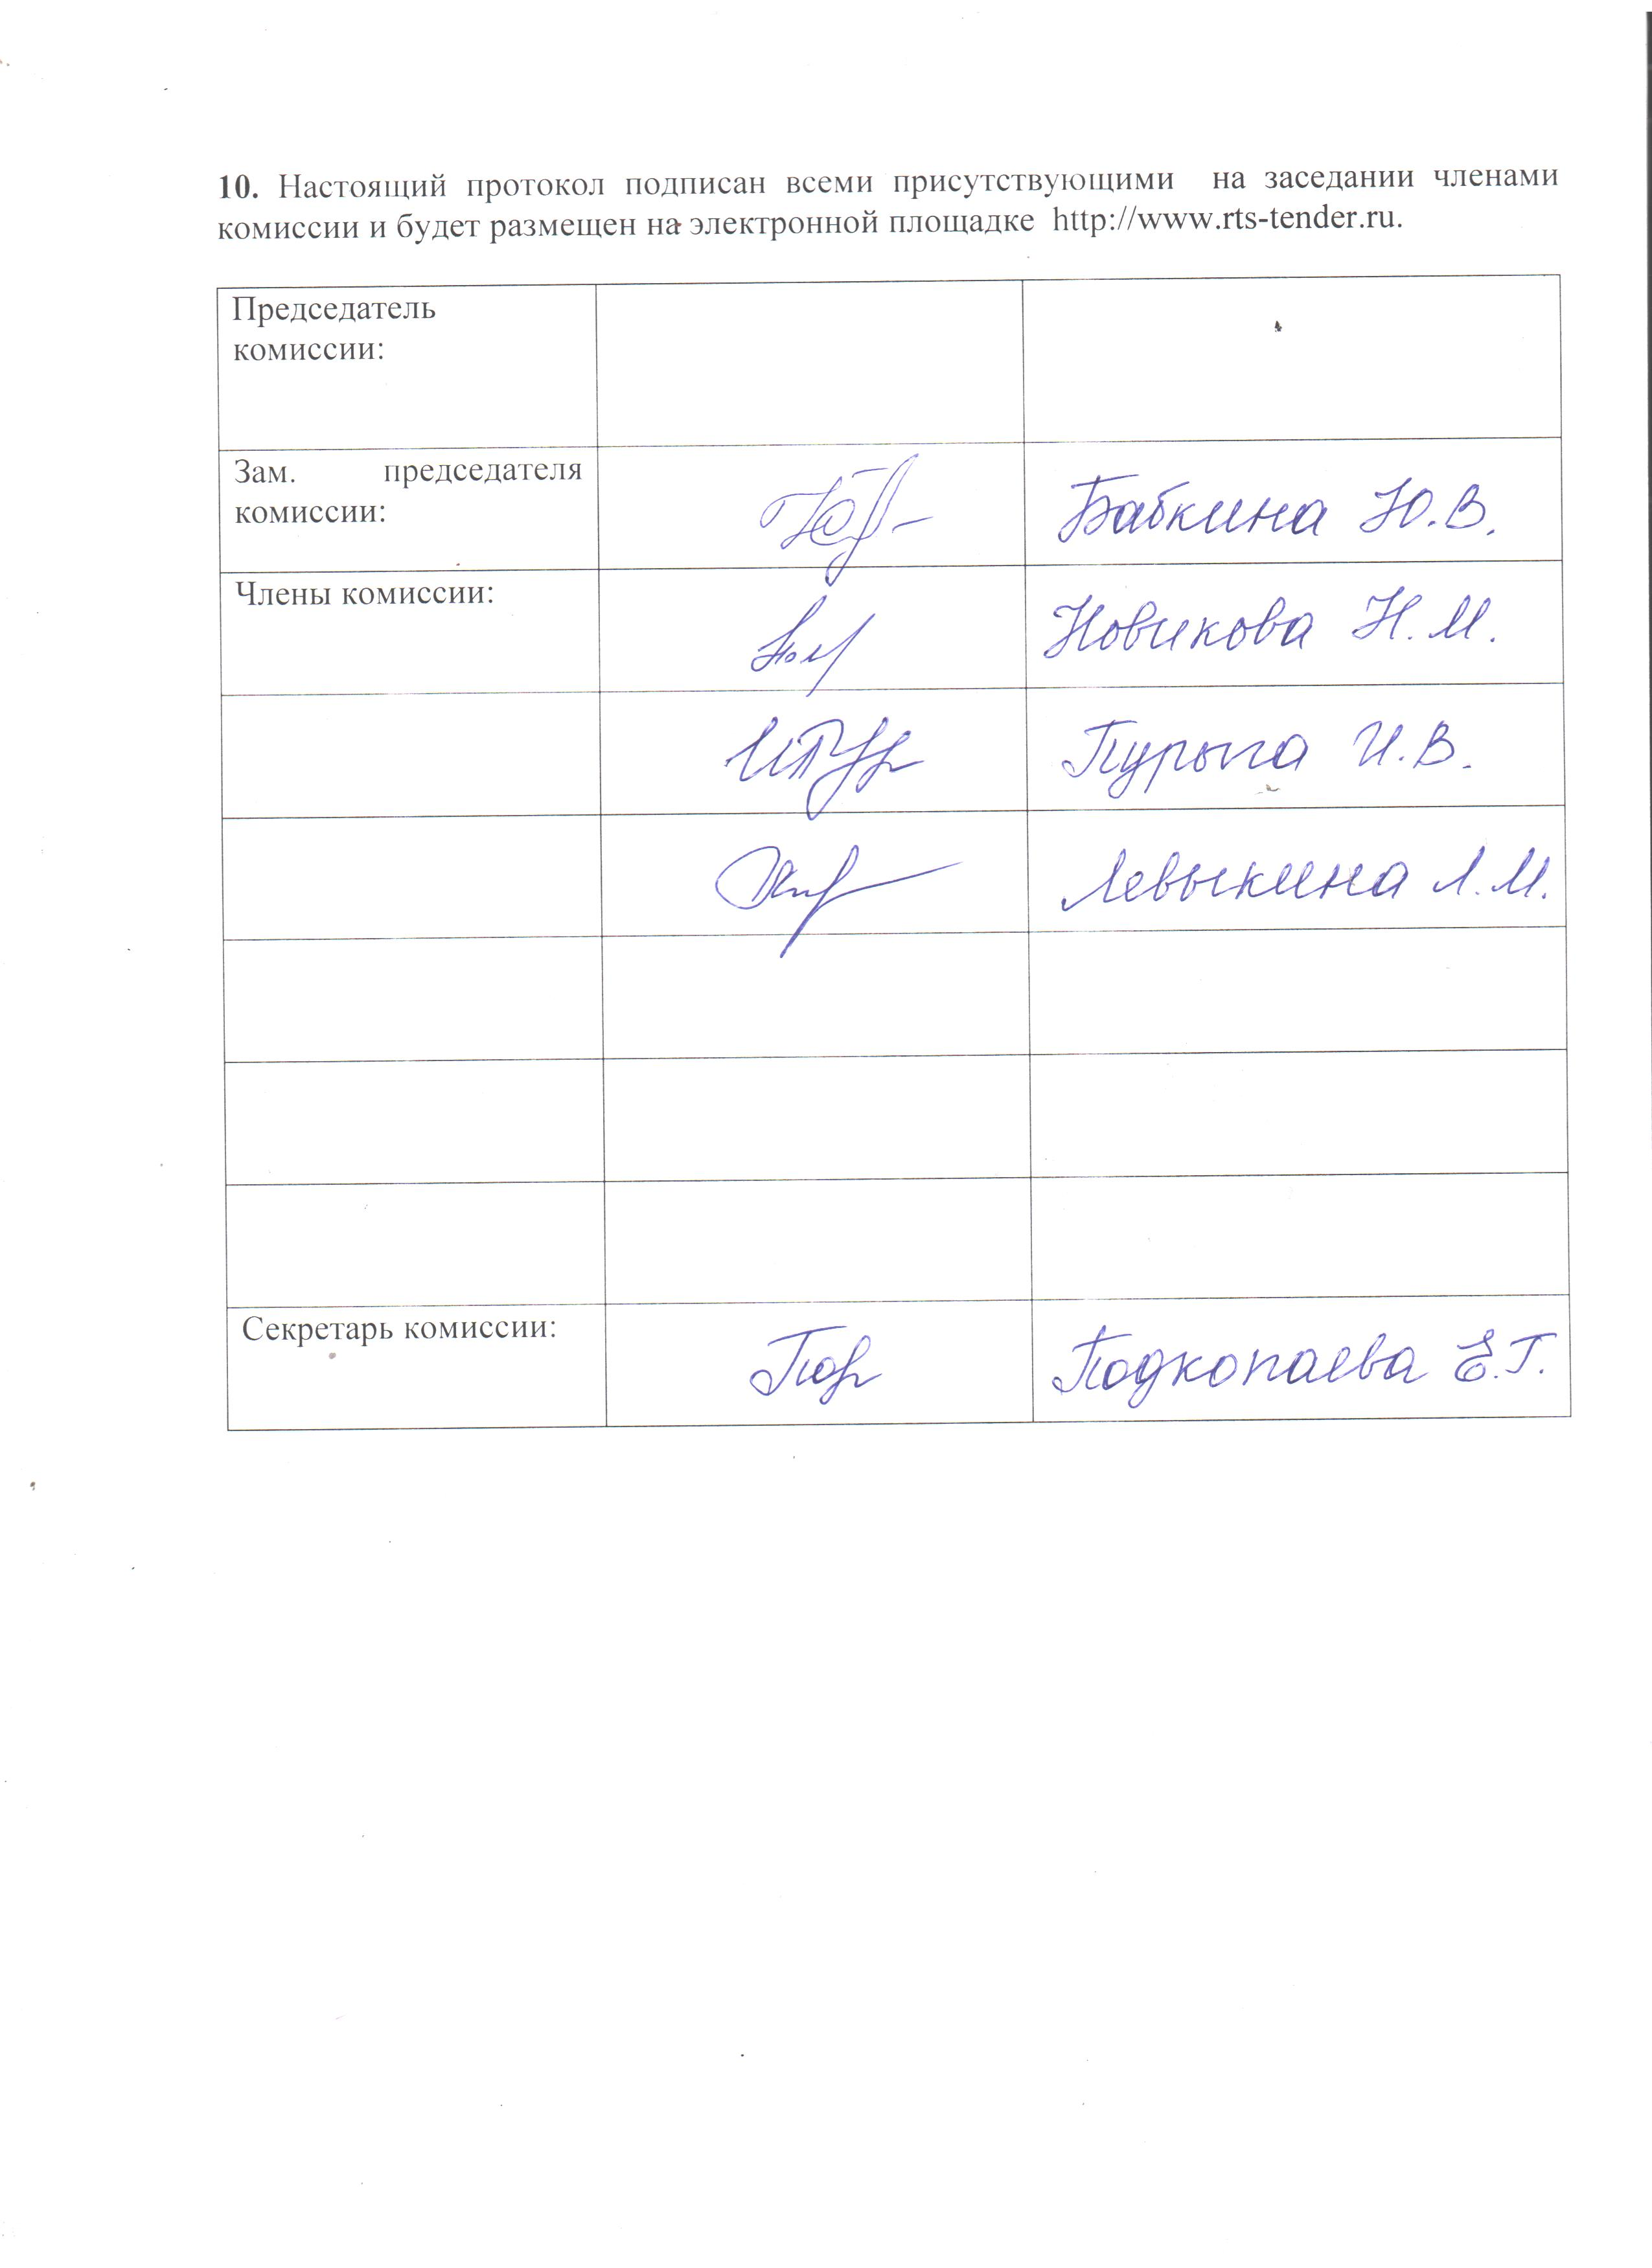 10. Настоящий протокол подписан всеми присутствующими на заседании членами
комиссии и будет размещен на электронной площадке http://www.rts-tender.ru.
Председатель
комиссии:
Зам. председателя
комиссии:
Бабкина Ю.В.
Члены комиссии:
Новикова Н.М.
Пурыга И.В.
Левыкина Л.М.
Секретарь комиссии:
Подкопаева Е.Г.